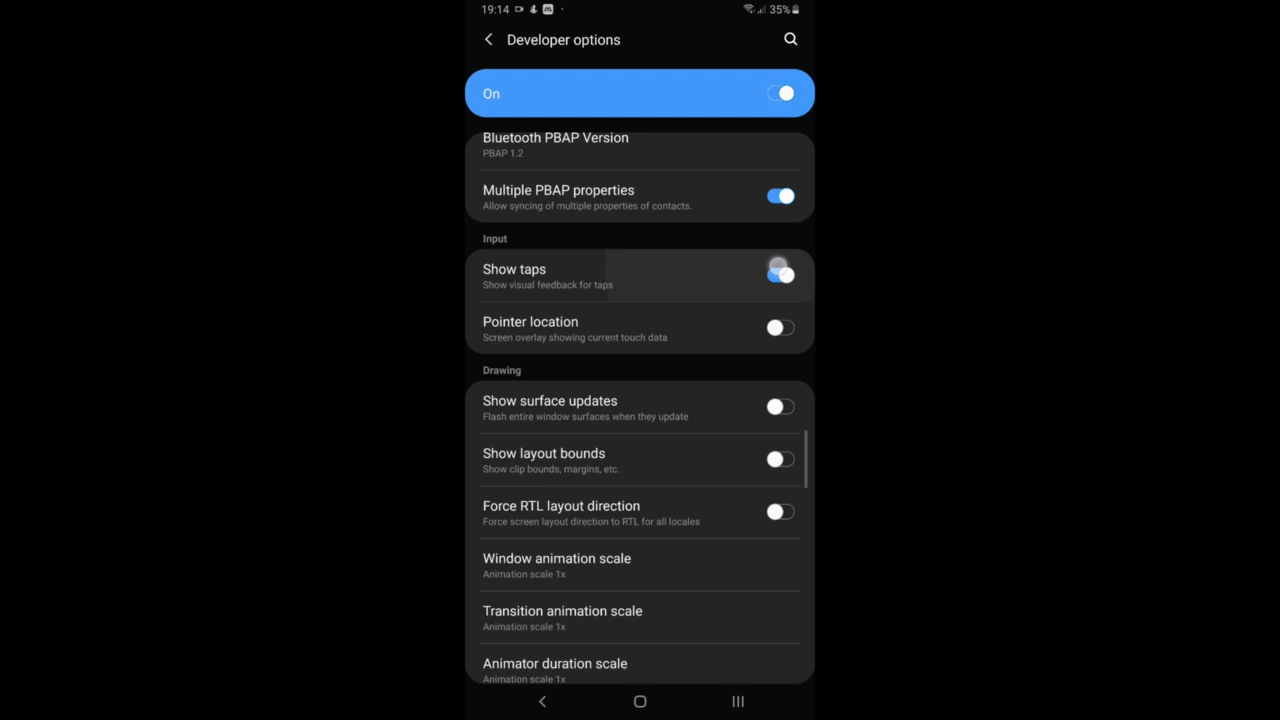 19:14
35%
Developer options
On
Bluetooth PBAP Version
PBAP 1.2
Multiple PBAP properties
Allow syncing of multiple properties of contacts.
Input
Show taps
Show visual feedback for taps
Pointer location
Screen overlay showing current touch data
Drawing
Show surface updates
Flash entire window surfaces when they update
Show layout bounds
Show clip bounds, margins, etc.
Force RTL layout direction
Force screen layout direction to RTL for all locales
Window animation scale
Animation scale 1x
Transition animation scale
Animation scale 1x
Animator duration scale
Animation scale 1x